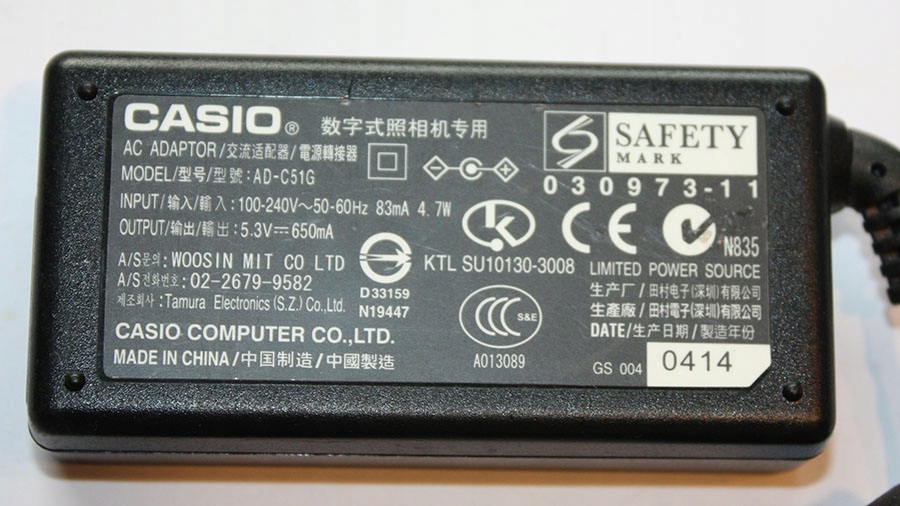 CASIO® 数字式照相机专用
AC ADAPTOR/交流适配器/電源轉接器
MODEL/型号/型號: AD-C51G
INPUT/输入/輸入: 100-240V～50-60Hz 83mA 4.7W
OUTPUT/输出/輸出: 5.3V⎓650mA
A/S문의: WOOSIN MIT CO LTD
A/S전화번호: 02-2679-9582
제조회사: Tamura Electronics (S.Z.) Co., Ltd.
CASIO COMPUTER CO.,LTD.
MADE IN CHINA/中国制造/中國製造
D33159
N19447
KTL SU10130-3008
S&E
A013089
S SAFETY
MARK
030973-11
CE
N835
LIMITED POWER SOURCE
生产厂/田村电子(深圳)有限公司
生產廠/田村電子(深圳)有限公司
DATE/生产日期/製造年份
GS 004 0414